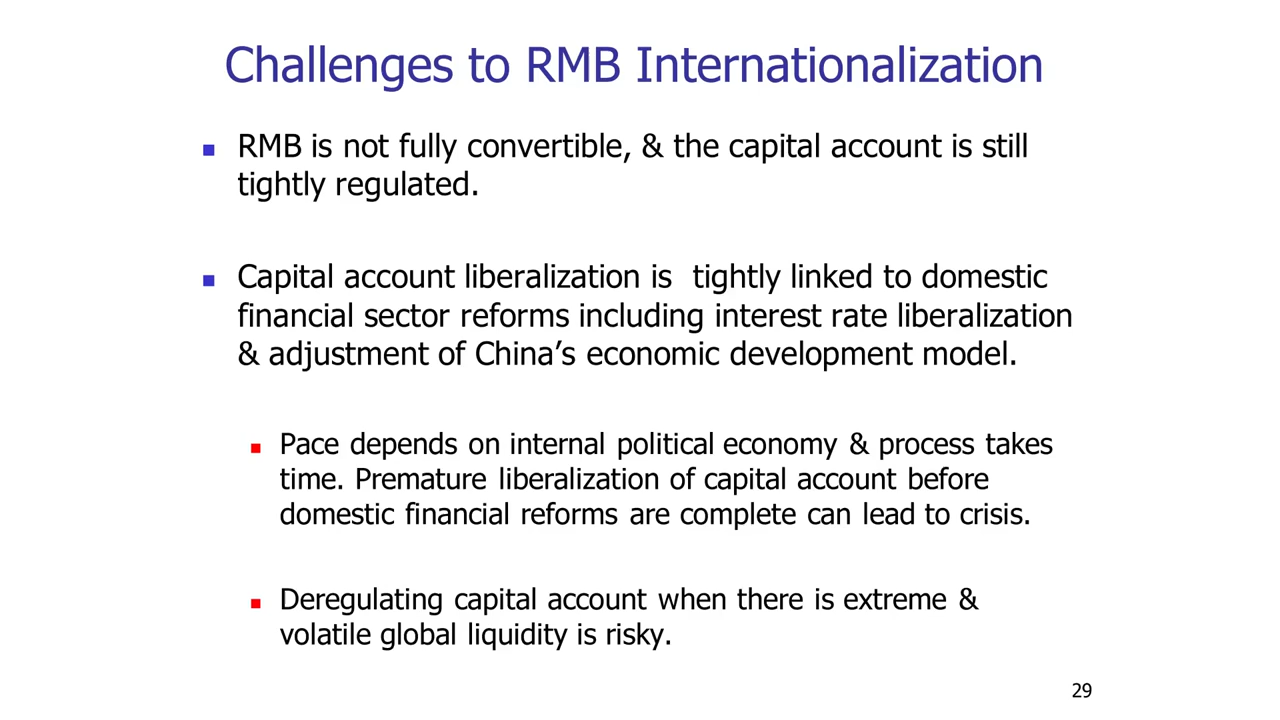 Challenges to RMB Internationalization
RMB is not fully convertible, & the capital account is still
tightly regulated.
Capital account liberalization is  tightly linked to domestic
financial sector reforms including interest rate liberalization
& adjustment of China’s economic development model.
Pace depends on internal political economy & process takes
time. Premature liberalization of capital account before
domestic financial reforms are complete can lead to crisis.
Deregulating capital account when there is extreme &
volatile global liquidity is risky.
29